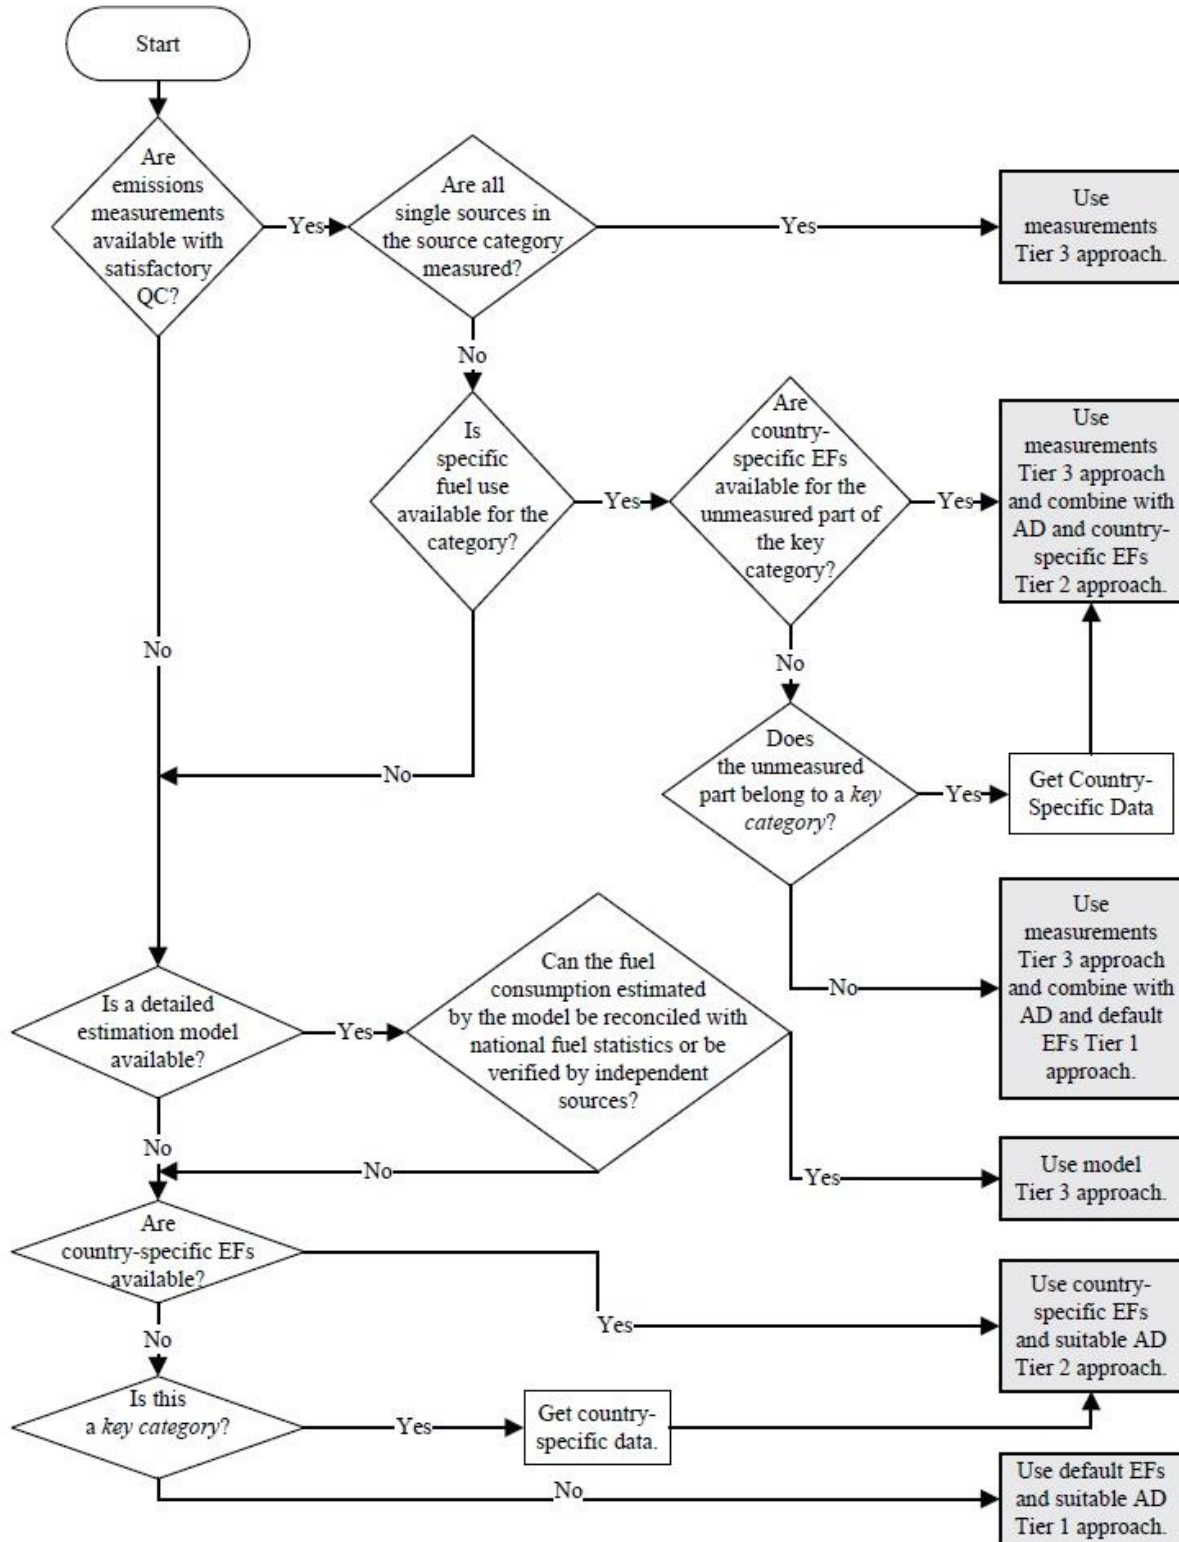 Start
Are
emissions
measurements
available with
satisfactory
QC?
Yes
Are all
single sources in
the source category
measured?
Yes
Use
measurements
Tier 3 approach.
No
Is
specific
fuel use
available for the
category?
Yes
Are
country-
specific EFs
available for the
unmeasured part of
the key
category?
Yes
Use
measurements
Tier 3 approach
and combine with
AD and country-
specific EFs
Tier 2 approach.
No
No
Does
the unmeasured
part belong to a key
category?
Yes
Get Country-
Specific Data
No
No
Use
measurements
Tier 3 approach
and combine with
AD and default
EFs Tier 1
approach.
Is a detailed
estimation model
available?
Yes
Can the fuel
consumption estimated
by the model be reconciled with
national fuel statistics or be
verified by independent
sources?
No
No
Yes
Use model
Tier 3 approach.
Are
country-specific EFs
available?
Yes
Use country-
specific EFs
and suitable AD
Tier 2 approach.
No
Is this
a key category?
Yes
Get country-
specific data.
No
Use default EFs
and suitable AD
Tier 1 approach.